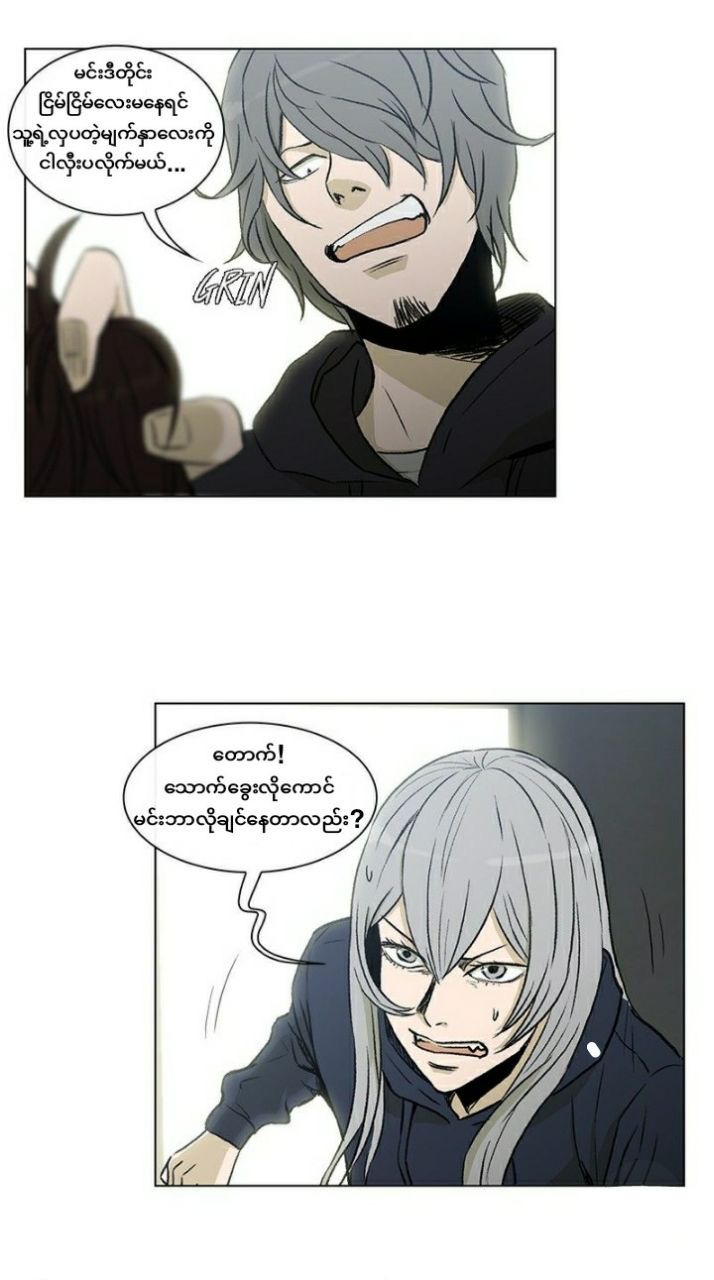 မင်းဒီတိုင်း
ငြိမ်ငြိမ်လေးမနေရင်
သူ့ရဲ့လှပတဲ့မျက်နှာလေးကို
ငါလှီးပလိုက်မယ်...
GRIN
တောက်!
သောက်ခွေးလိုကောင်
မင်းဘာလိုချင်နေတာလည်း?